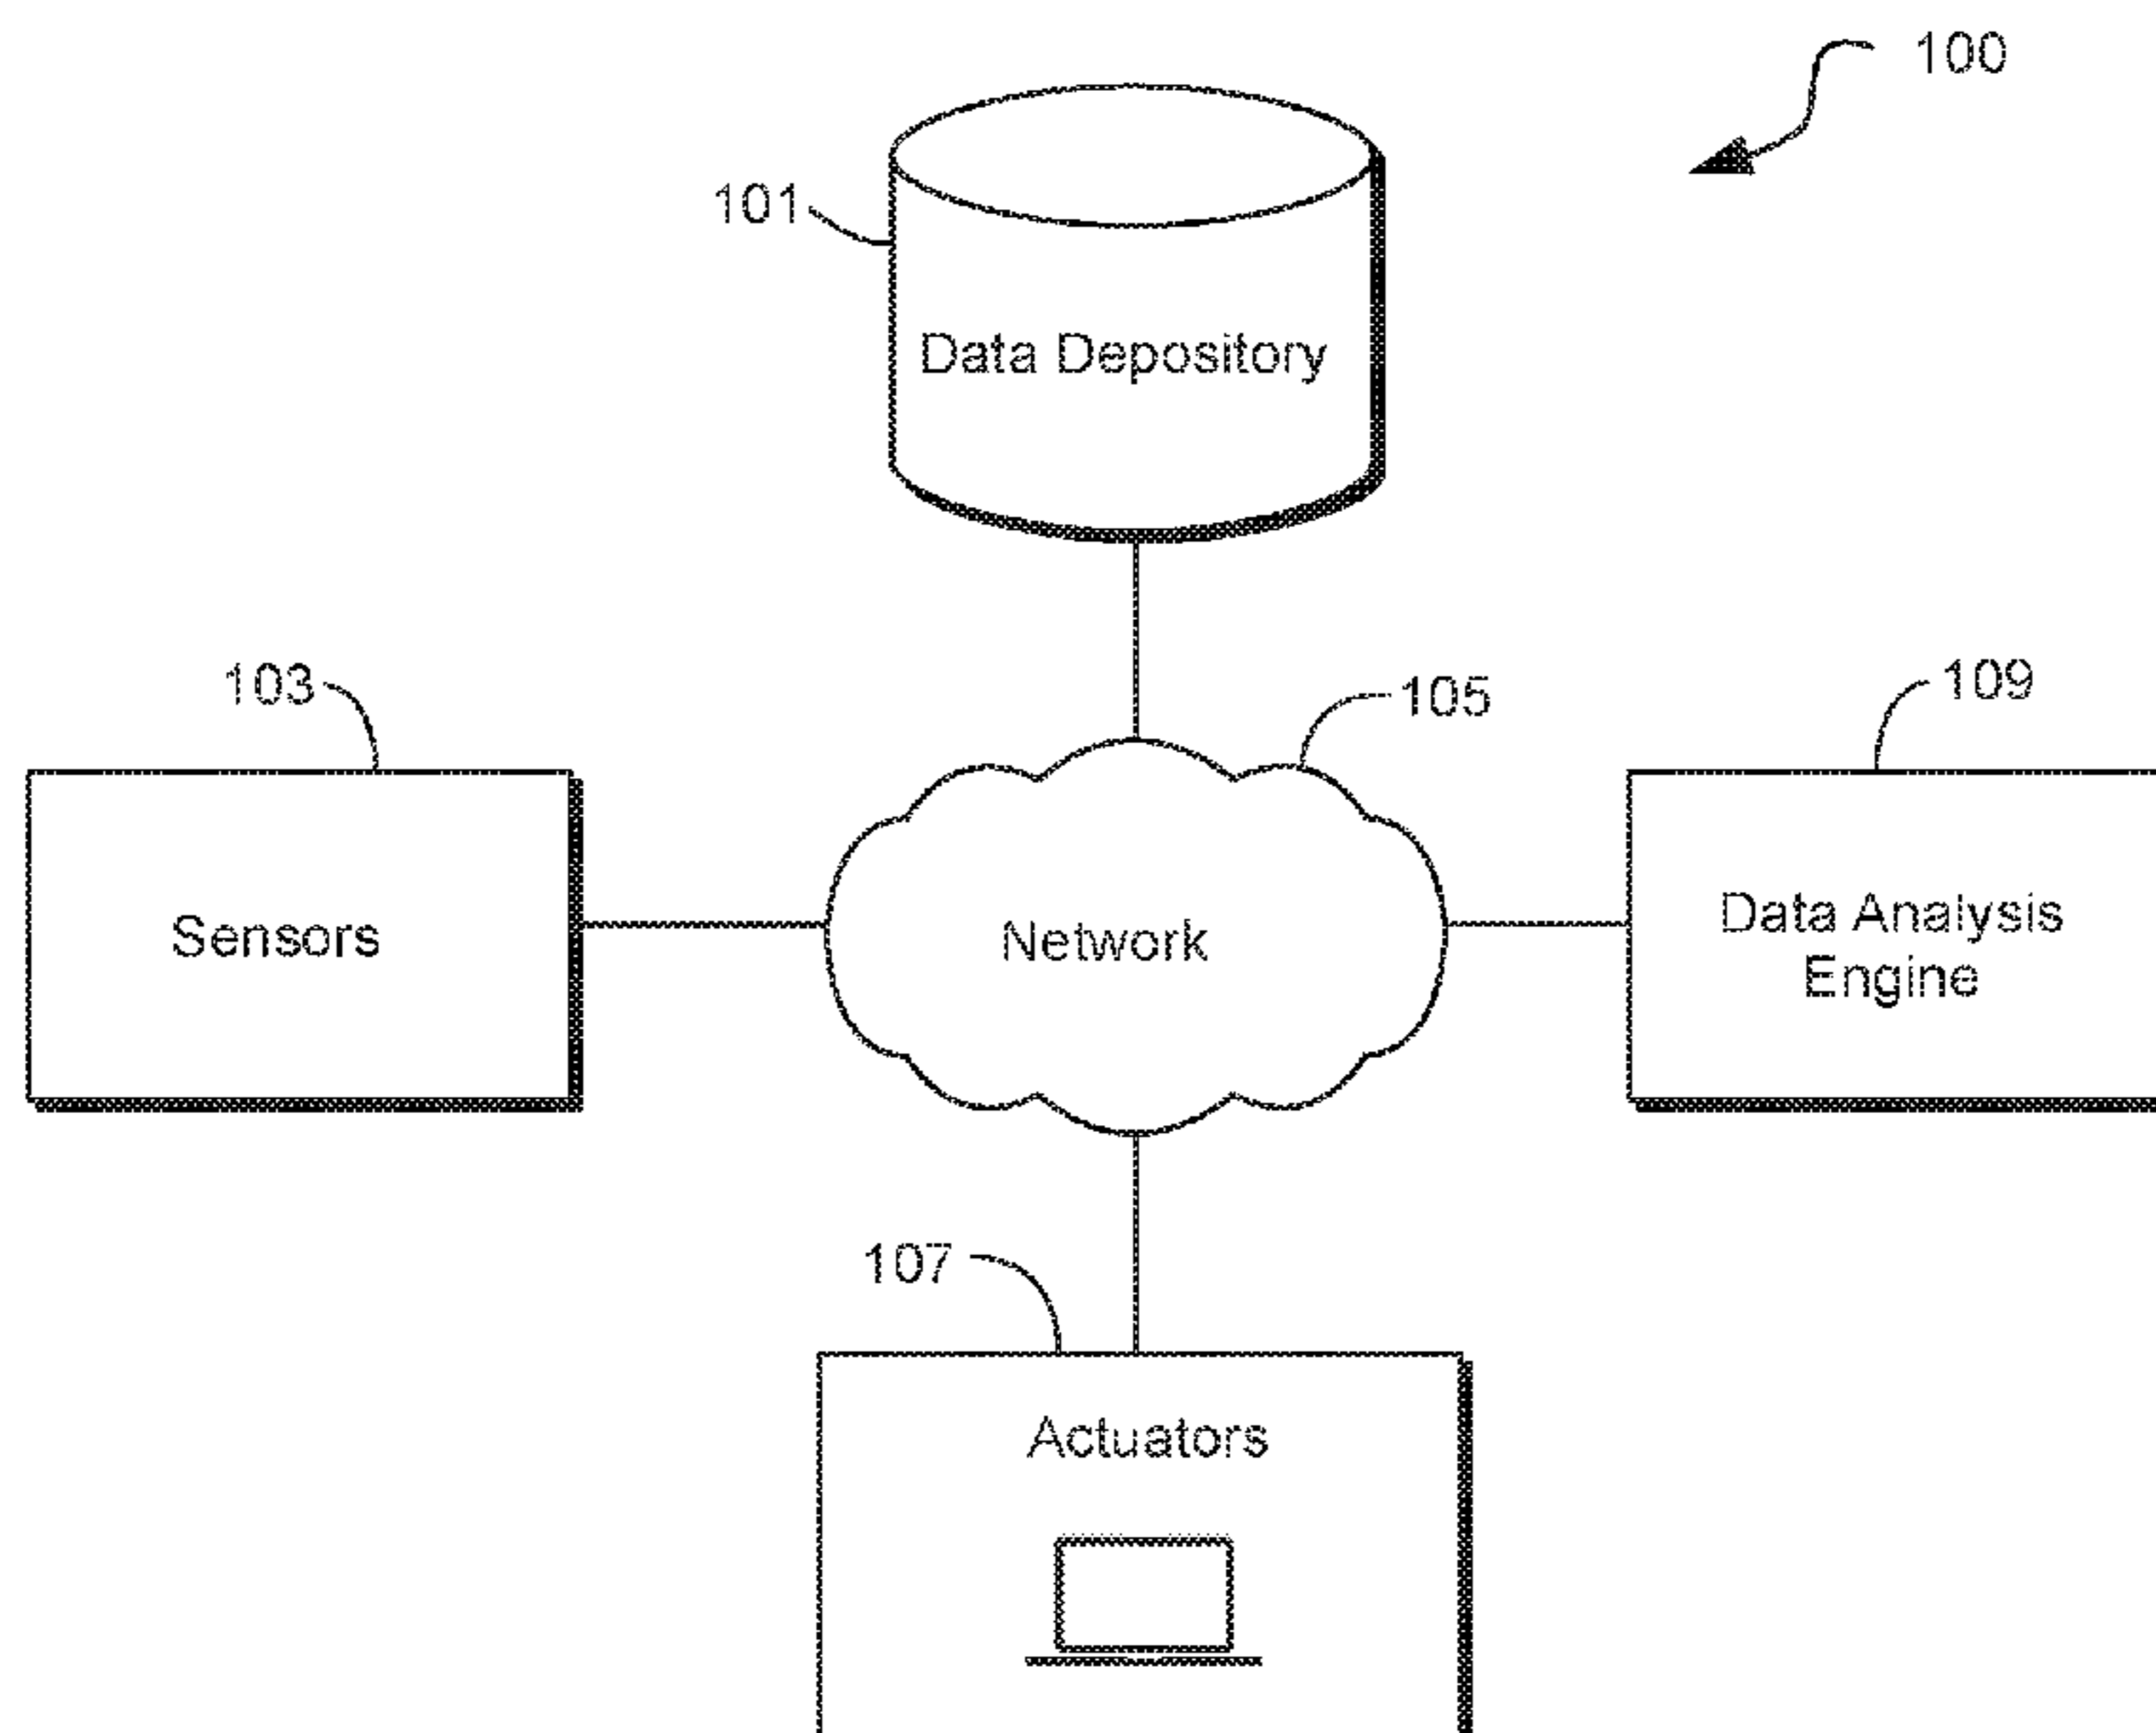 100
101
Data Depository
103
105
109
Sensors
Network
Data Analysis
Engine
107
Actuators